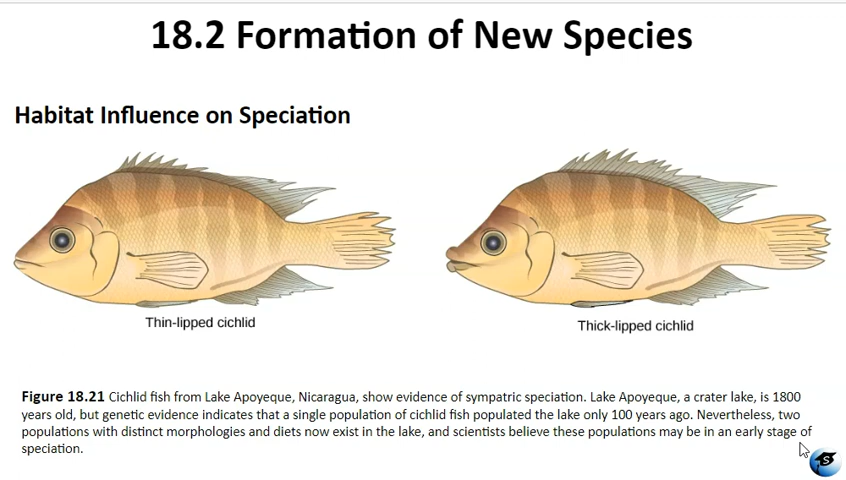 18.2 Formation of New Species
Habitat Influence on Speciation
Thin-lipped cichlid
Thick-lipped cichlid
Figure 18.21 Cichlid fish from Lake Apoyeque, Nicaragua, show evidence of sympatric speciation. Lake Apoyeque, a crater lake, is 1800
years old, but genetic evidence indicates that a single population of cichlid fish populated the lake only 100 years ago. Nevertheless, two
populations with distinct morphologies and diets now exist in the lake, and scientists believe these populations may be in an early stage of
speciation.
S